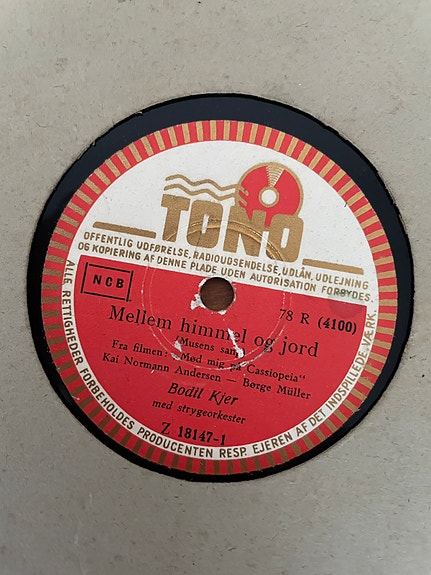 TONO
OFFENTLIG UDFØRELSE, RADIOUDSENDELSE, UDLÅN, UDLEJNING
OG KOPIERING AF DENNE PLADE UDEN AUTORISATION FORBYDES
NCB
78 R (4100)
Mellem himmel og jord
(Musens sang)
Fra filmen: „Mød mig på Cassiopeia“
Kai Normann Andersen — Børge Müller
Bodil Kjer
med strygeorkester
Z 18147-1
ALLE RETTIGHEDER FORBEHOLDES PRODUCENTEN RESP. EJEREN AF DET INDSPILLEDE VÆRK.